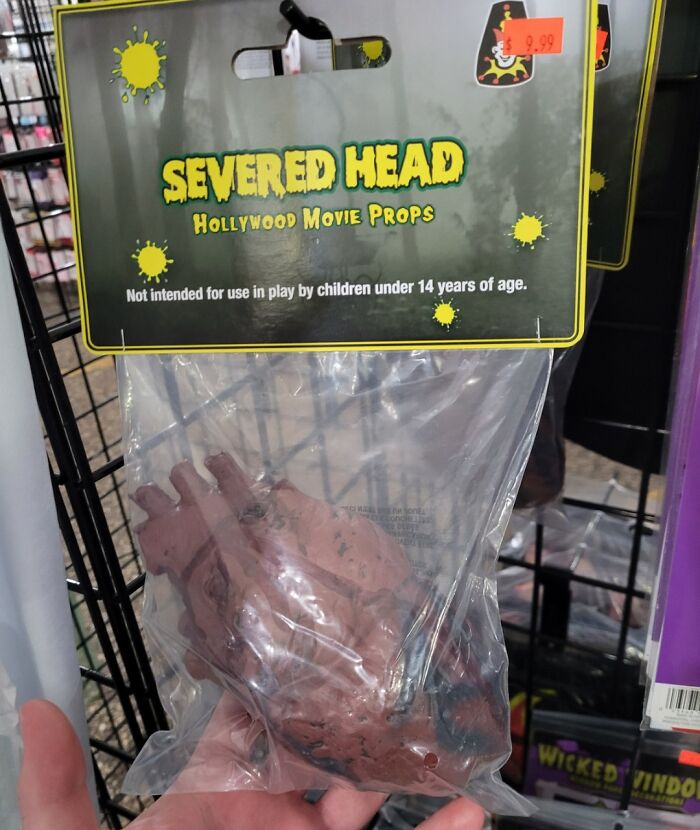 $ 9.99
SEVERED HEAD
HOLLYWOOD MOVIE PROPS
Not intended for use in play by children under 14 years of age.
WICKED WINDO